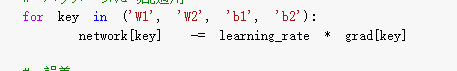 for key in ('W1', 'W2', 'b1', 'b2'):
network[key] -= learning_rate * grad[key]
#